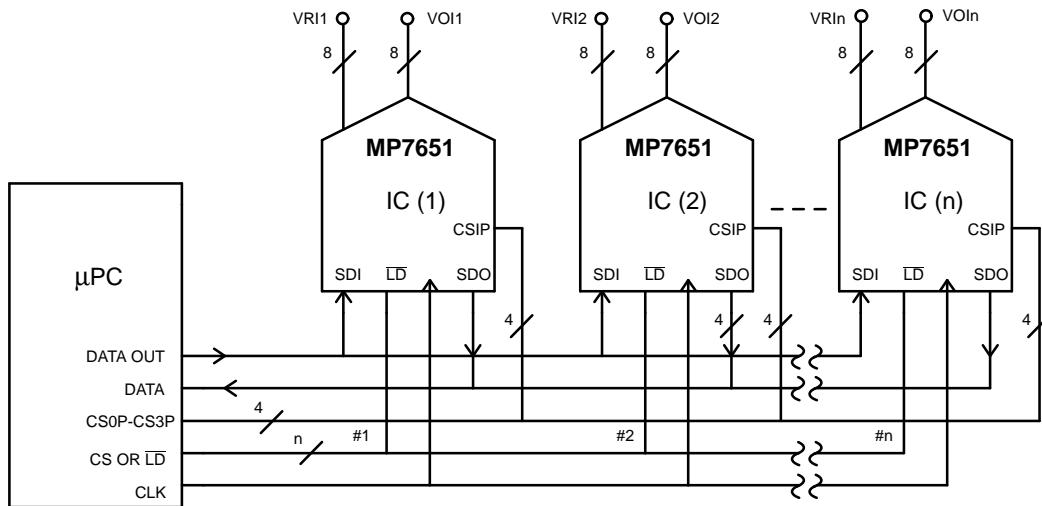 VRI1 VOI1 VRI2 VOI2 VRIn VOIn
8 8 8 8 8 8
MP7651 MP7651 MP7651
IC (1) IC (2) IC (n)
CSIP CSIP CSIP
SDI LD SDO SDI LD SDO SDI LD SDO
µPC
4 4 4 4
DATA OUT
DATA
CS0P-CS3P 4
n #1 #2 #n
CS OR LD
CLK